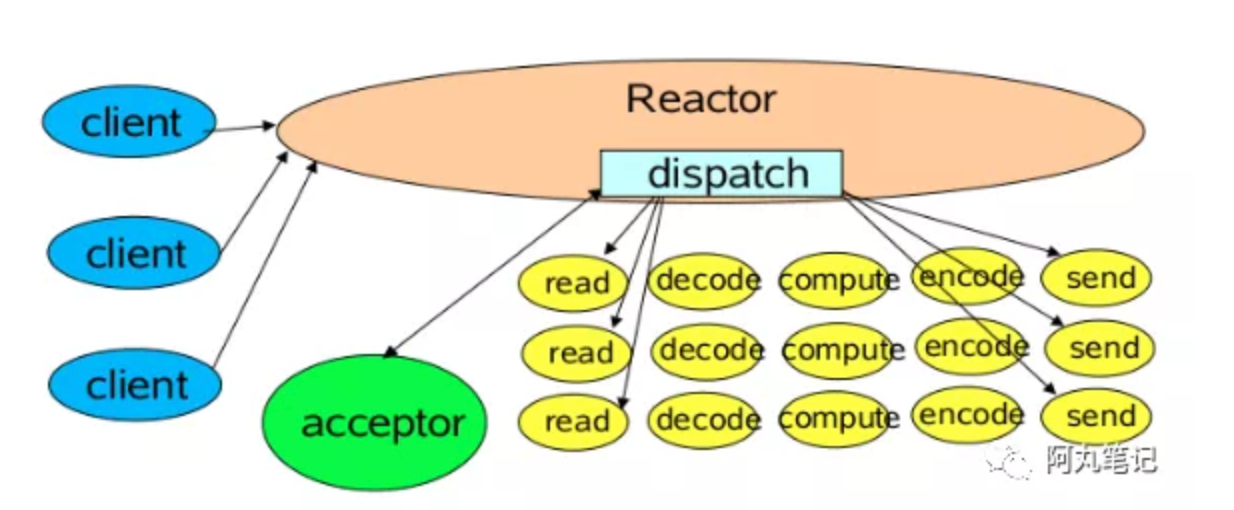 Reactor
client
dispatch
client
read decode compute encode send
client
read decode compute encode send
acceptor
read decode compute encode send
阿丸笔记